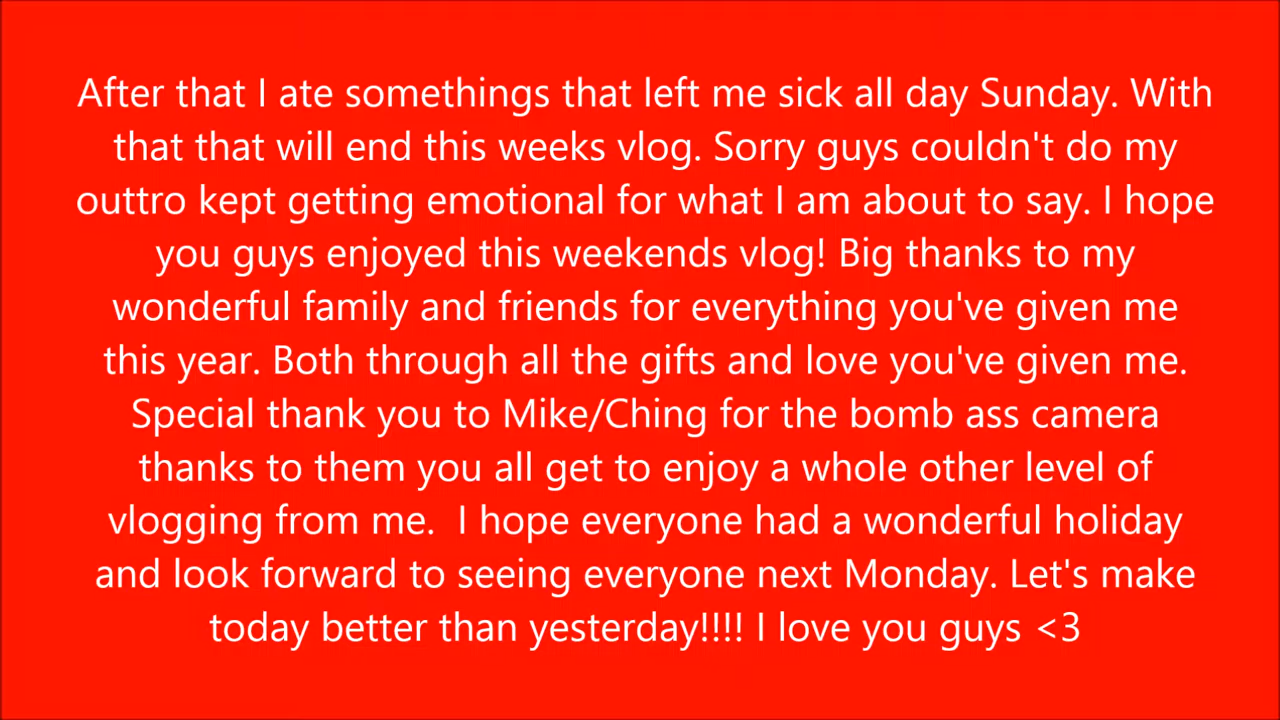 After that I ate somethings that left me sick all day Sunday. With
that that will end this weeks vlog. Sorry guys couldn't do my
outtro kept getting emotional for what I am about to say. I hope
you guys enjoyed this weekends vlog! Big thanks to my
wonderful family and friends for everything you've given me
this year. Both through all the gifts and love you've given me.
Special thank you to Mike/Ching for the bomb ass camera
thanks to them you all get to enjoy a whole other level of
vlogging from me.  I hope everyone had a wonderful holiday
and look forward to seeing everyone next Monday. Let's make
today better than yesterday!!!! I love you guys <3